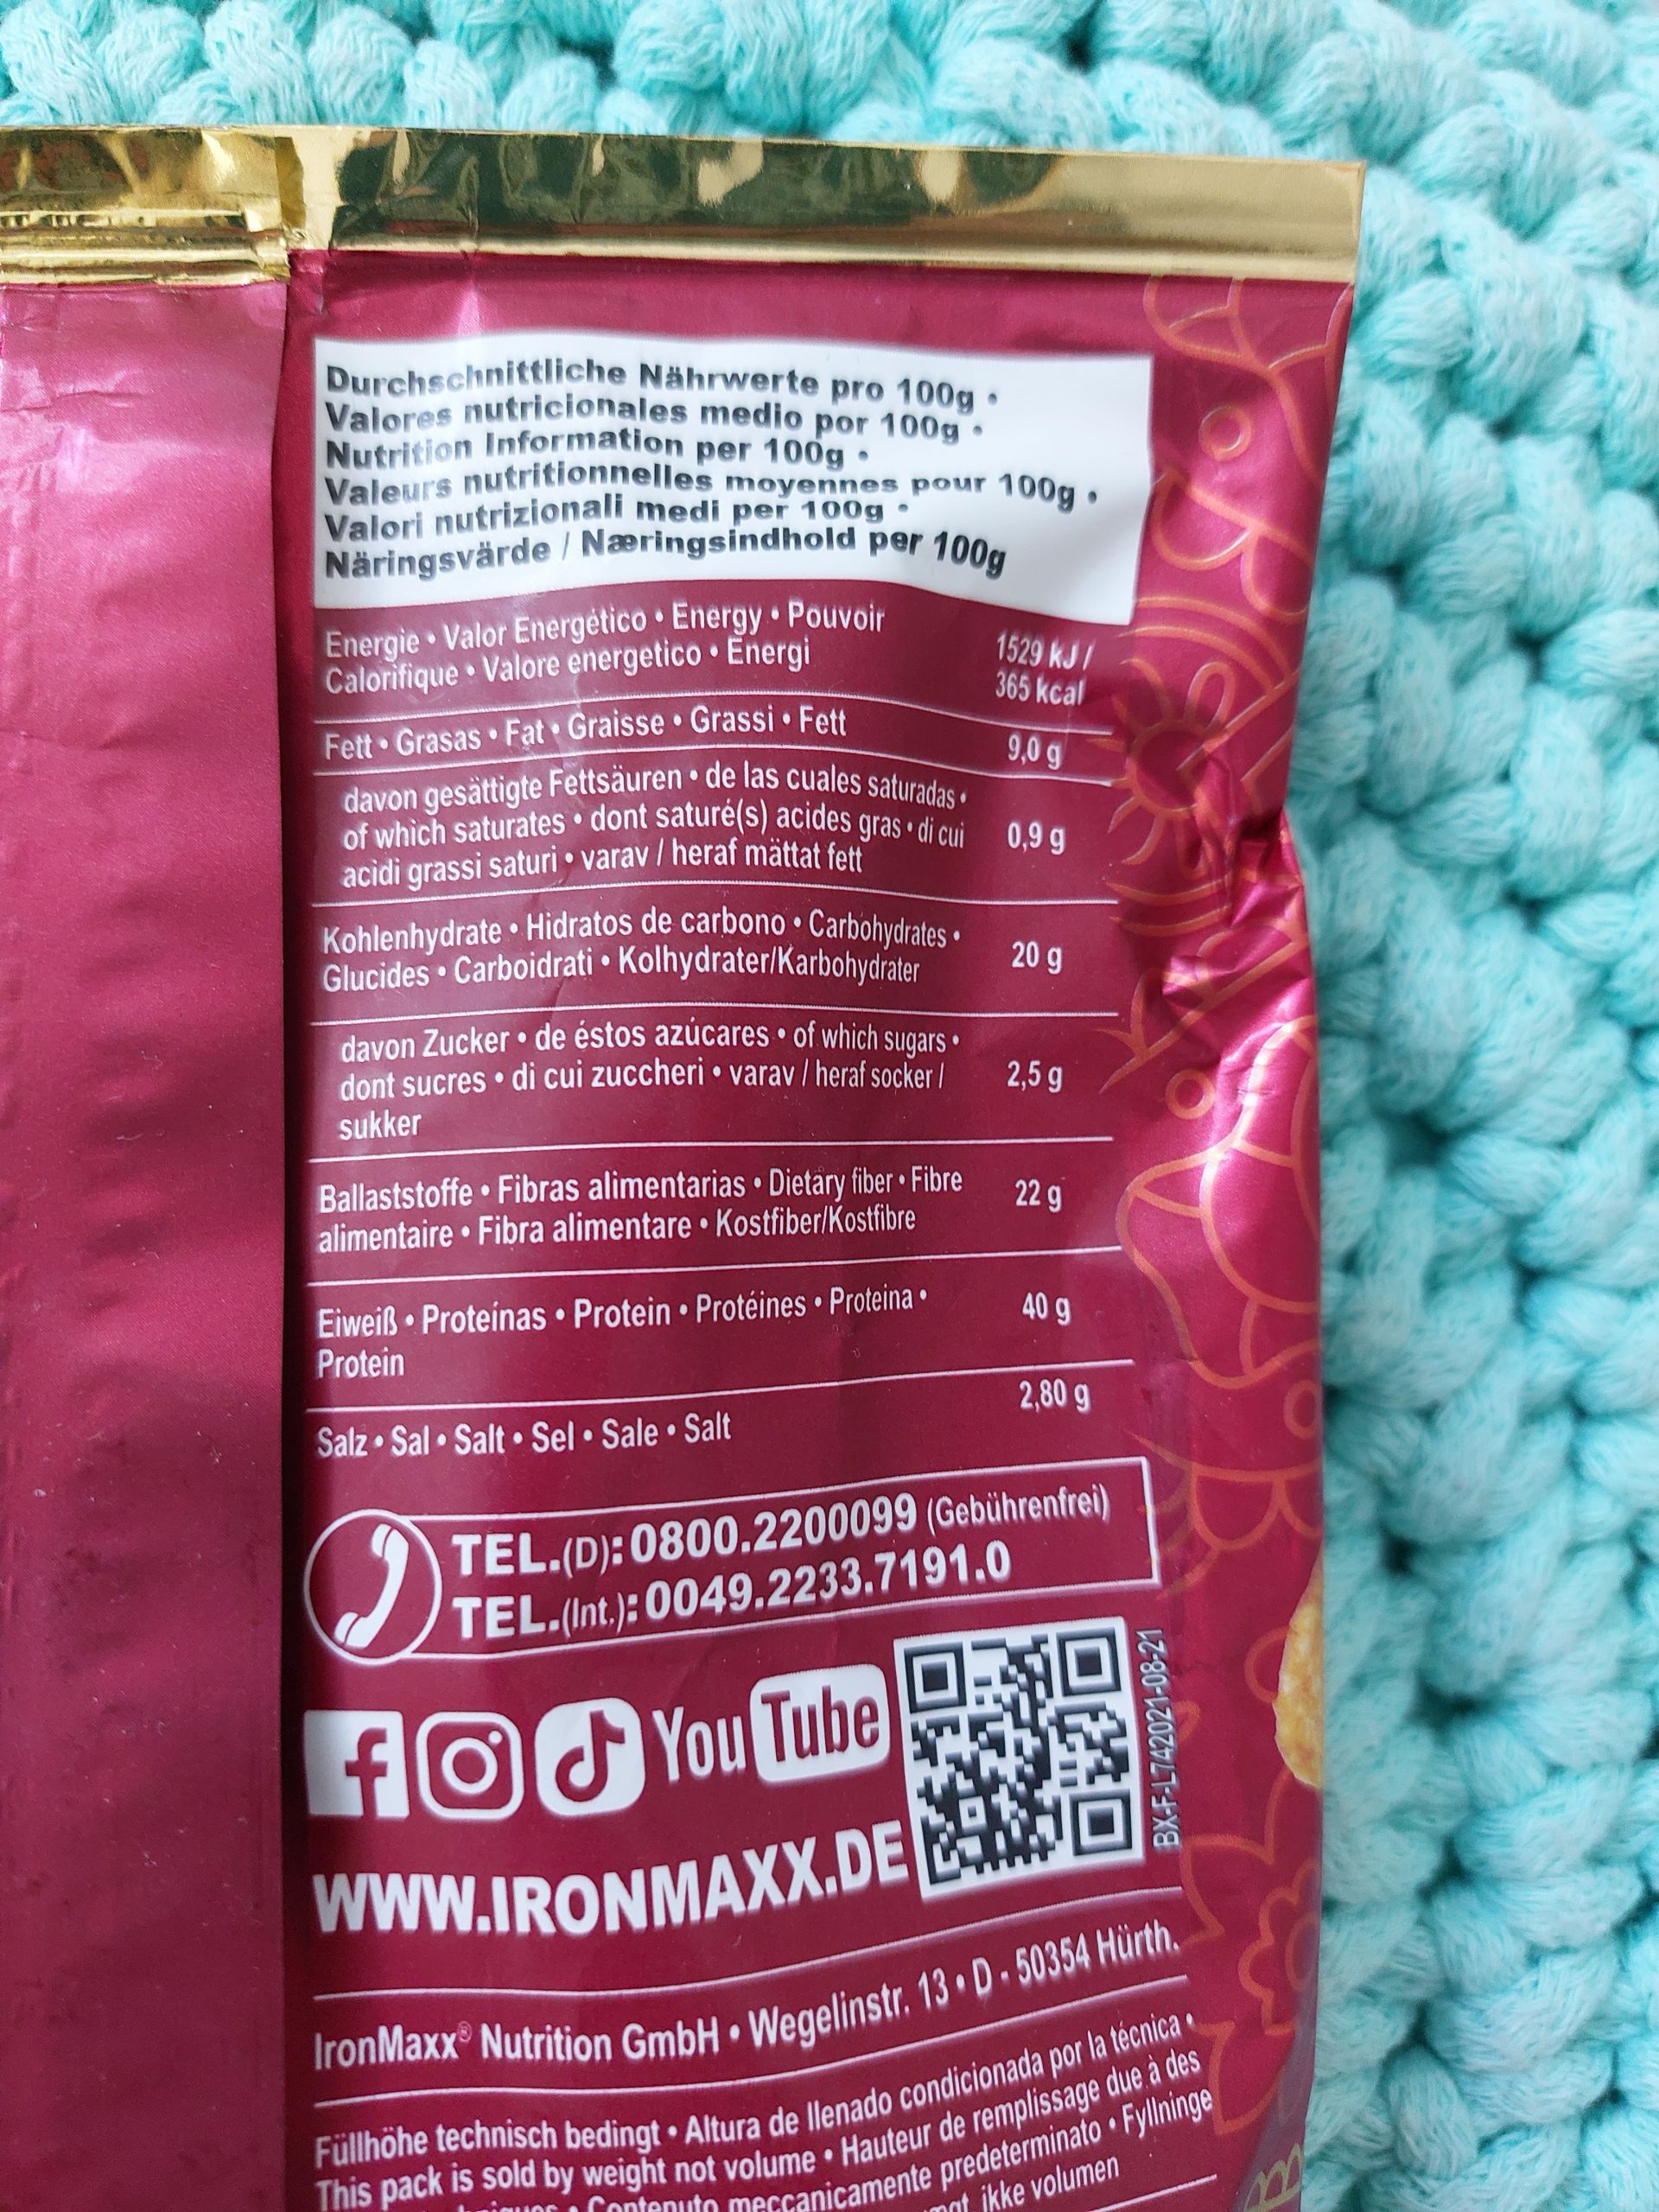 Durchschnittliche Nährwerte pro 100g •
Valores nutricionales medio por 100g •
Nutrition Information per 100g •
Valeurs nutritionnelles moyennes pour 100g •
Valori nutrizionali medi per 100g •
Näringsvärde / Næringsindhold per 100g
Energie • Valor Energético • Energy • Pouvoir
Calorifique • Valore energetico • Energi
1529 kJ /
365 kcal
Fett • Grasas • Fat • Graisse • Grassi • Fett 9,0 g
davon gesättigte Fettsäuren • de las cuales saturadas •
of which saturates • dont saturé(s) acides gras • di cui 0,9 g
acidi grassi saturi • varav / heraf mättat fett
Kohlenhydrate • Hidratos de carbono • Carbohydrates • 20 g
Glucides • Carboidrati • Kolhydrater/Karbohydrater
davon Zucker • de éstos azúcares • of which sugars •
dont sucres • di cui zuccheri • varav / heraf socker / 2,5 g
sukker
Ballaststoffe • Fibras alimentarias • Dietary fiber • Fibre 22 g
alimentaire • Fibra alimentare • Kostfiber/Kostfibre
Eiweiß • Proteínas • Protein • Protéines • Proteina • 40 g
Protein
Salz • Sal • Salt • Sel • Sale • Salt 2,80 g
TEL.(D): 0800.2200099 (Gebührenfrei)
TEL.(Int.): 0049.2233.7191.0
YouTube
BX-F-L742021-08-21
WWW.IRONMAXX.DE
IronMaxx® Nutrition GmbH • Wegelinstr. 13 • D - 50354 Hürth.
Füllhöhe technisch bedingt • Altura de llenado condicionada por la técnica •
This pack is sold by weight not volume • Hauteur de remplissage due à des
• Contenuto meccanicamente predeterminato • Fyllninge
ikke volumen